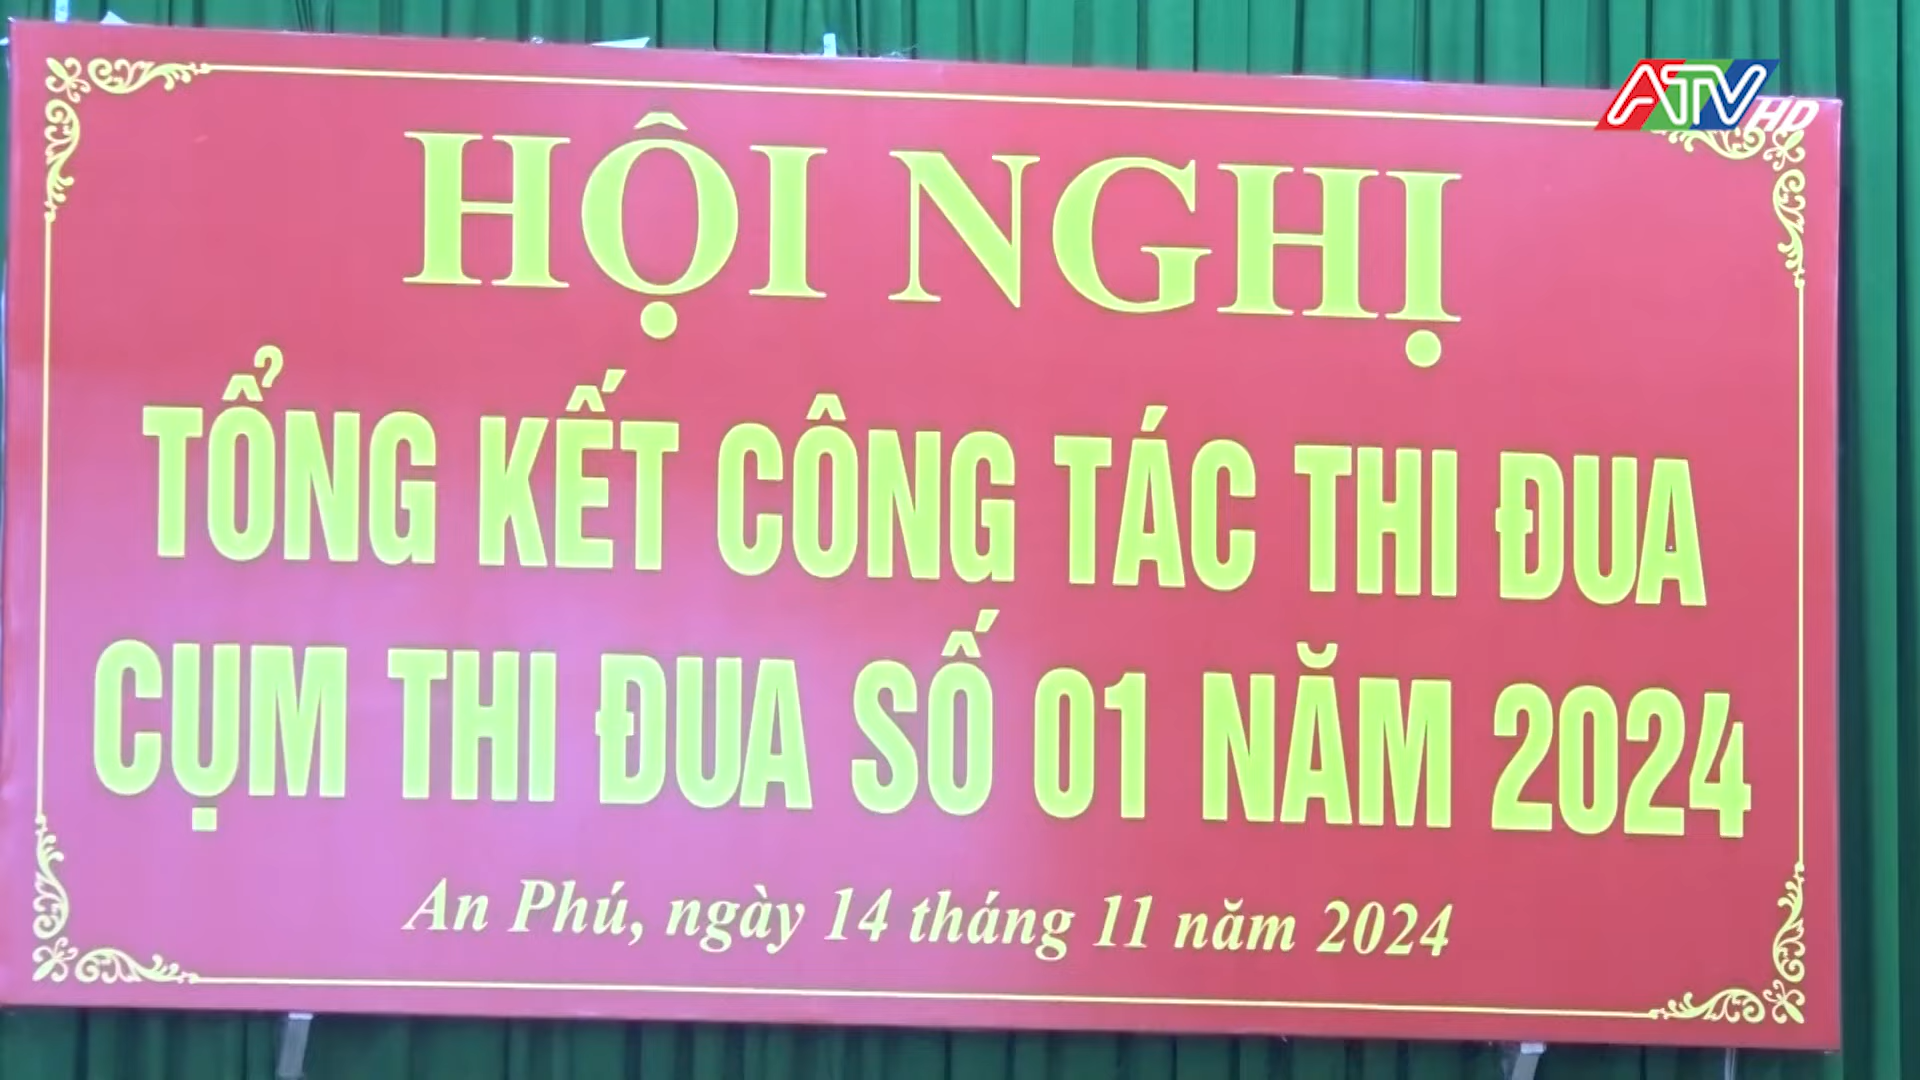 ATV HD
HỘI NGHỊ
TỔNG KẾT CÔNG TÁC THI ĐUA
CỤM THI ĐUA SỐ 01 NĂM 2024
An Phú, ngày 14 tháng 11 năm 2024